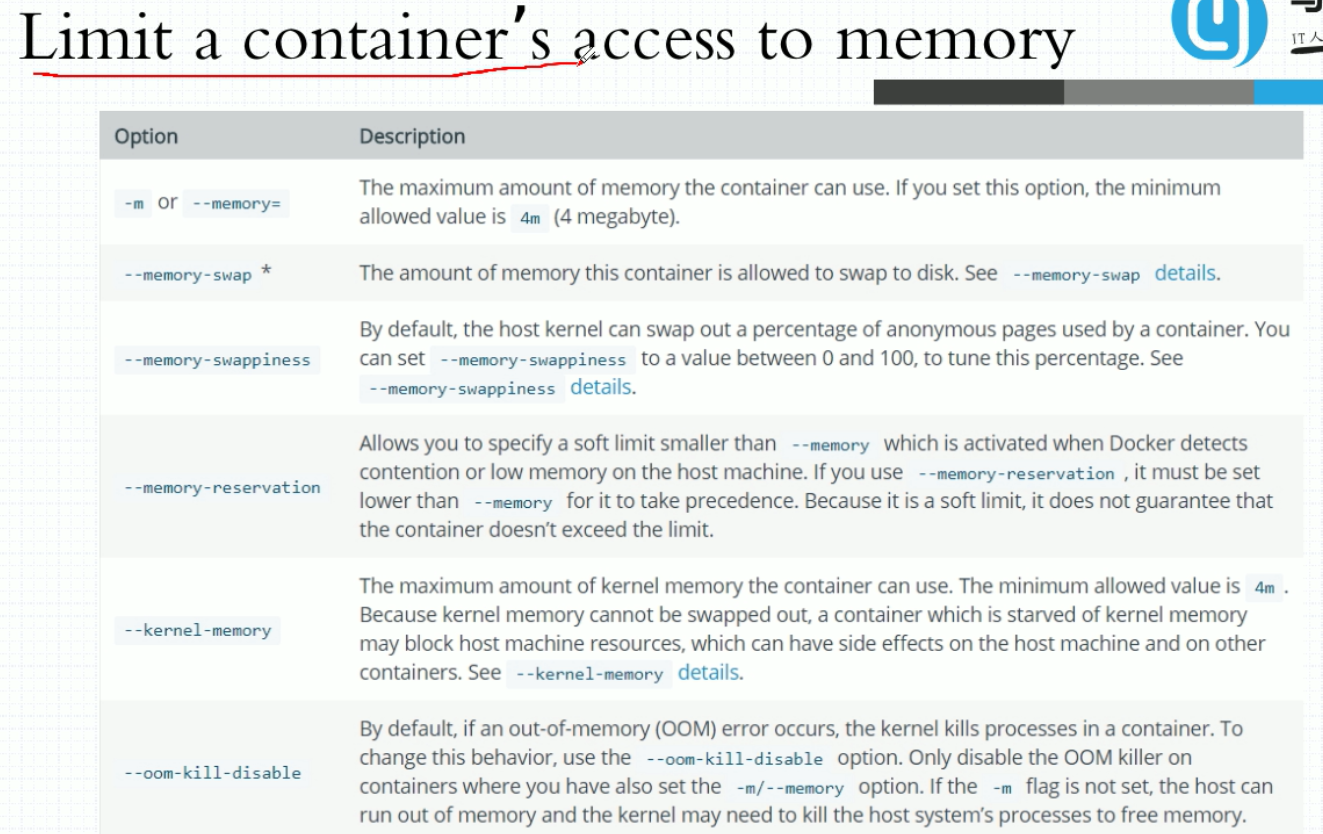 Limit a container's access to memory
IT人
Option Description
-m or --memory= The maximum amount of memory the container can use. If you set this option, the minimum
allowed value is 4m (4 megabyte).
--memory-swap * The amount of memory this container is allowed to swap to disk. See --memory-swap details.
By default, the host kernel can swap out a percentage of anonymous pages used by a container. You
--memory-swappiness can set --memory-swappiness to a value between 0 and 100, to tune this percentage. See
--memory-swappiness details.
Allows you to specify a soft limit smaller than --memory which is activated when Docker detects
contention or low memory on the host machine. If you use --memory-reservation , it must be set
--memory-reservation lower than --memory for it to take precedence. Because it is a soft limit, it does not guarantee that
the container doesn't exceed the limit.
The maximum amount of kernel memory the container can use. The minimum allowed value is 4m .
Because kernel memory cannot be swapped out, a container which is starved of kernel memory
--kernel-memory may block host machine resources, which can have side effects on the host machine and on other
containers. See --kernel-memory details.
By default, if an out-of-memory (OOM) error occurs, the kernel kills processes in a container. To
change this behavior, use the --oom-kill-disable option. Only disable the OOM killer on
--oom-kill-disable containers where you have also set the -m/--memory option. If the -m flag is not set, the host can
run out of memory and the kernel may need to kill the host system's processes to free memory.